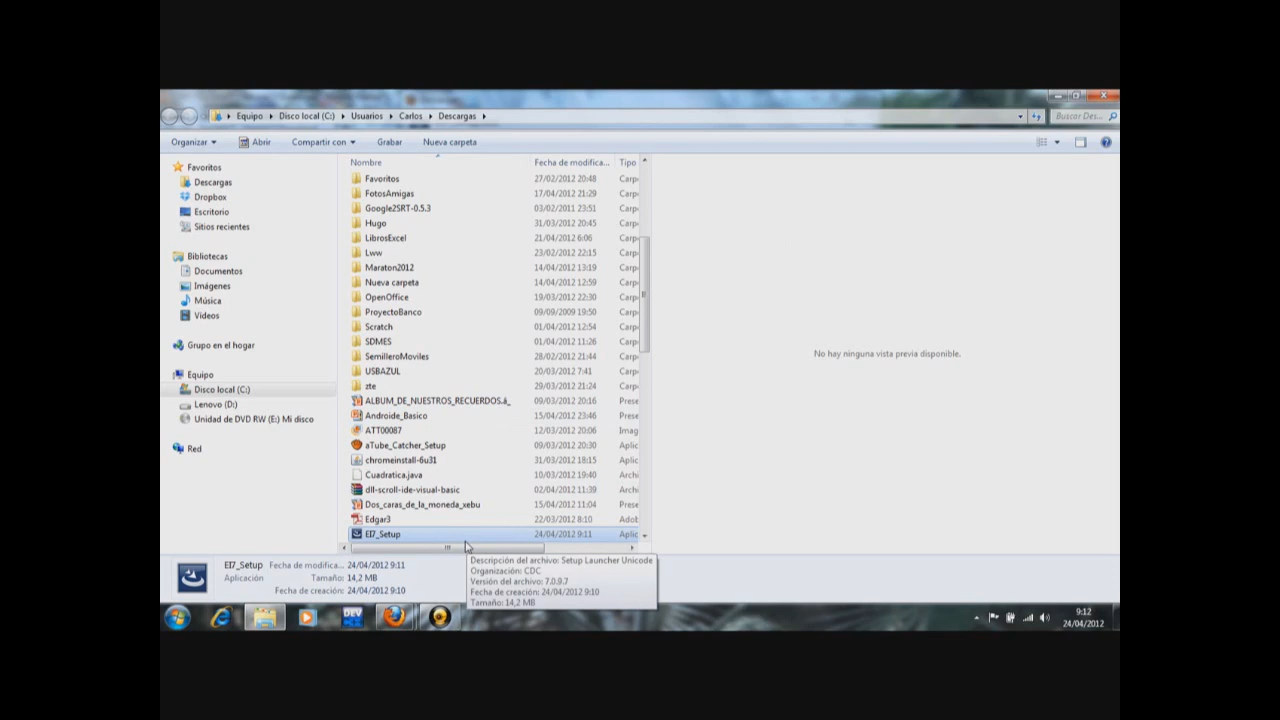 Equipo Disco local (C:) Usuarios Carlos Descargas
Buscar Des...
Organizar Abrir Compartir con Grabar Nueva carpeta
Favoritos
Descargas
Dropbox
Escritorio
Sitios recientes
Bibliotecas
Documentos
Imágenes
Música
Vídeos
Grupo en el hogar
Equipo
Disco local (C:)
Lenovo (D:)
Unidad de DVD RW (E:) Mi disco
Red
Nombre Fecha de modifica... Tipo
Favoritos 27/02/2012 20:48 Carp
FotosAmigas 17/04/2012 21:29 Carp
Google2SRT-0.5.3 03/02/2011 23:51 Carp
Hugo 31/03/2012 20:45 Carp
LibrosExcel 21/04/2012 6:06 Carp
Lww 23/02/2012 22:15 Carp
Maraton2012 14/04/2012 13:19 Carp
Nueva carpeta 14/04/2012 12:59 Carp
OpenOffice 19/03/2012 22:30 Carp
ProyectoBanco 09/09/2009 19:50 Carp
Scratch 01/04/2012 12:54 Carp
SDMES 01/04/2012 11:26 Carp
SemilleroMoviles 28/02/2012 21:44 Carp
USBAZUL 20/03/2012 7:41 Carp
zte 29/03/2012 21:24 Carp
ALBUM_DE_NUESTROS_RECUERDOS.á_ 09/03/2012 20:16 Prese
Androide_Basico 15/04/2012 23:46 Prese
ATT00087 12/03/2012 20:06 Imag
aTube_Catcher_Setup 09/03/2012 20:30 Aplic
chromeinstall-6u31 31/03/2012 18:15 Aplic
Cuadratica.java 10/03/2012 19:40 Archi
dll-scroll-ide-visual-basic 02/04/2012 11:39 Archi
Dos_caras_de_la_moneda_xebu 15/04/2012 11:04 Prese
Edgar3 22/03/2012 8:10 Adob
EI7_Setup 24/04/2012 9:11 Aplic
No hay ninguna vista previa disponible.
EI7_Setup Fecha de modifica... 24/04/2012 9:11
Aplicación Tamaño: 14,2 MB
Fecha de creación: 24/04/2012 9:10
Descripción del archivo: Setup Launcher Unicode
Organización: CDC
Versión del archivo: 7.0.9.7
Fecha de creación: 24/04/2012 9:10
Tamaño: 14,2 MB
DEV
9:12
24/04/2012